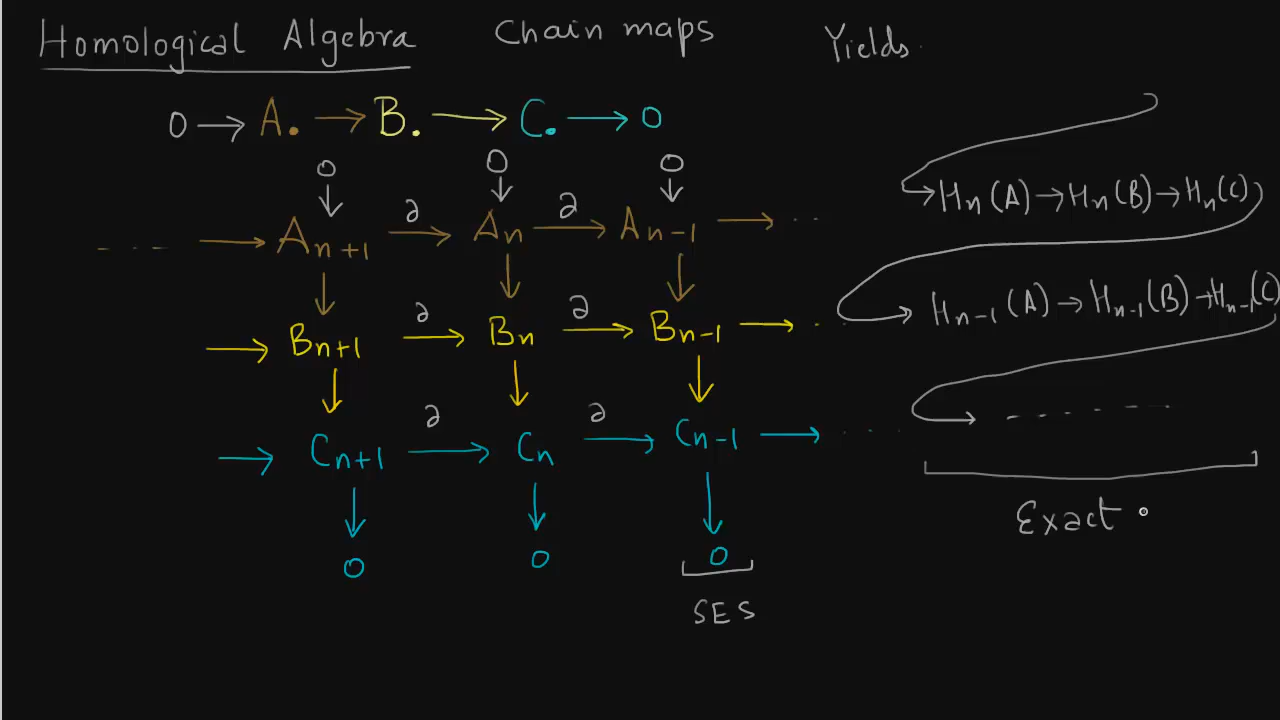 Homological Algebra Chain maps Yields
0 → A. → B. → C. → 0
0 0 0
↓ ↓ ↓
.... → Aₙ₊₁ →∂ Aₙ →∂ Aₙ₋₁ → ...
↓ ↓ ↓
→ Bₙ₊₁ →∂ Bₙ →∂ Bₙ₋₁ → ...
↓ ↓ ↓
→ Cₙ₊₁ →∂ Cₙ →∂ Cₙ₋₁ → ....
↓ ↓ ↓
0 0 0
SES
→ Hₙ(A) → Hₙ(B) → Hₙ(C)
→ Hₙ₋₁(A) → Hₙ₋₁(B) → Hₙ₋₁(C)
→ .......
Exact